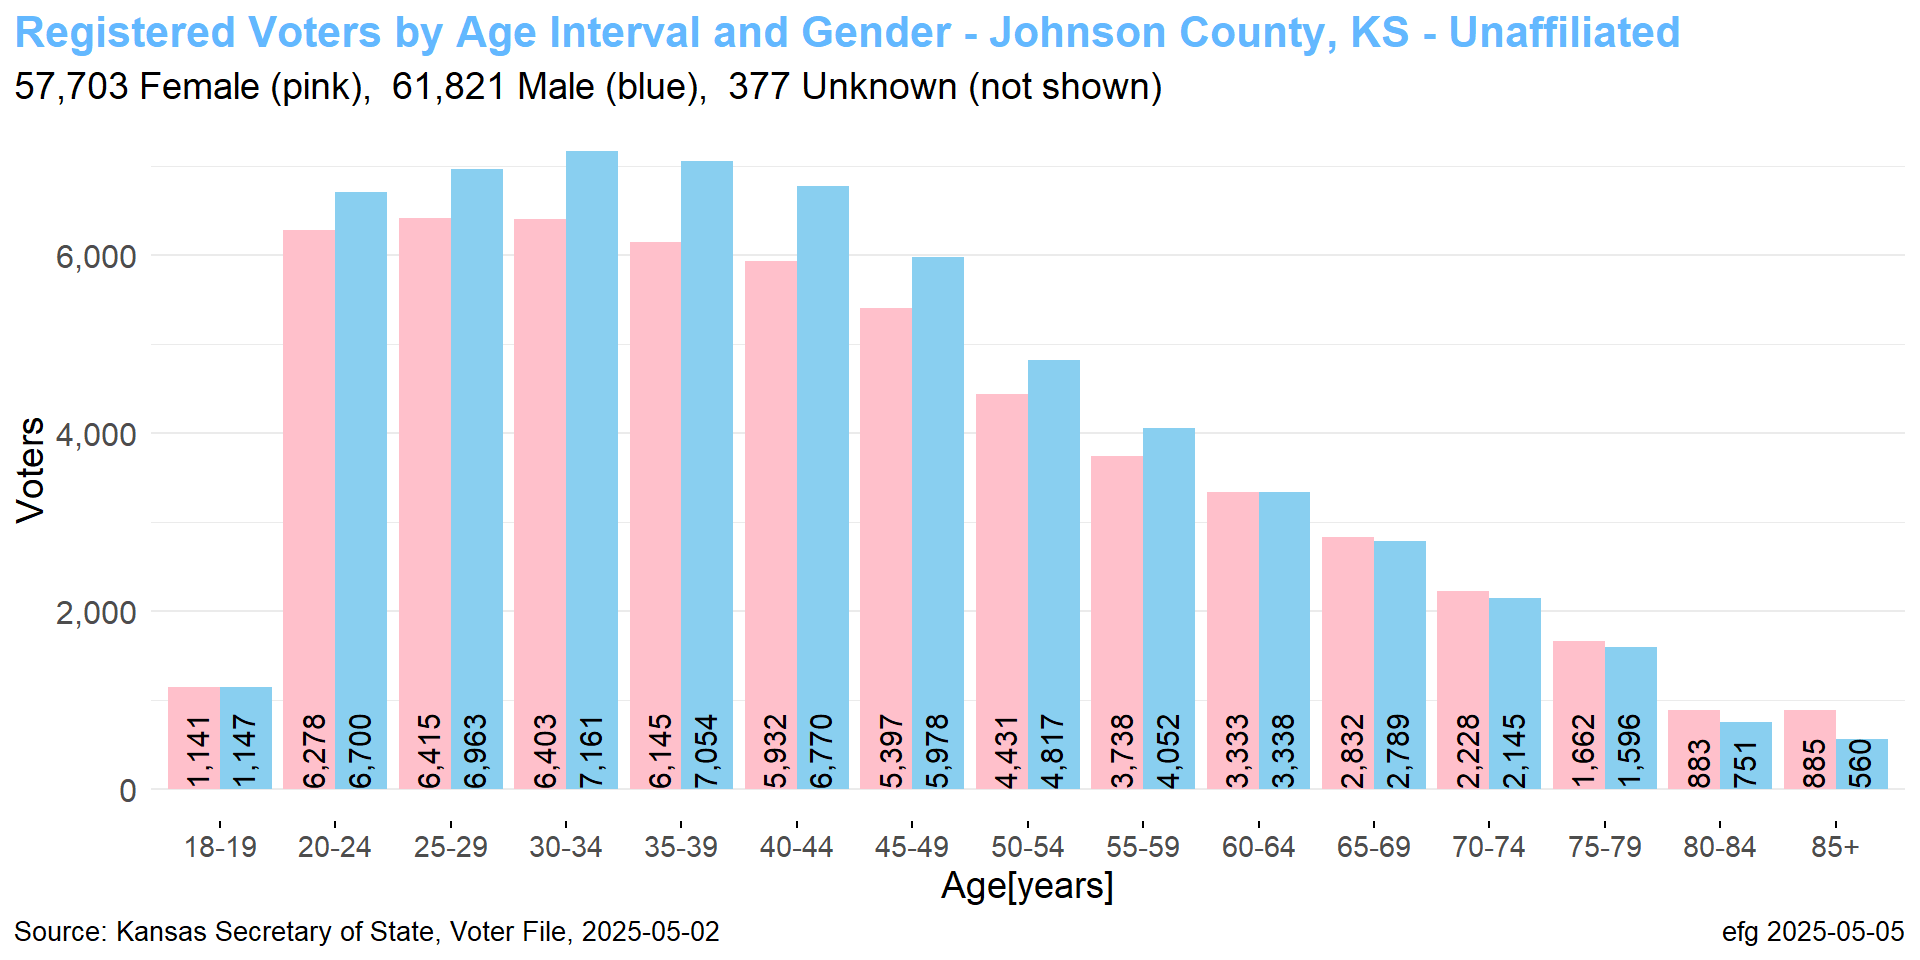 Registered Voters by Age Interval and Gender - Johnson County, KS - Unaffiliated
57,703 Female (pink),  61,821 Male (blue),  377 Unknown (not shown)
Voters
6,000
4,000
2,000
0
1,141 1,147 6,278 6,700 6,415 6,963 6,403 7,161 6,145 7,054 5,932 6,770 5,397 5,978 4,431 4,817 3,738 4,052 3,333 3,338 2,832 2,789 2,228 2,145 1,662 1,596 883 751 885 560
18-19 20-24 25-29 30-34 35-39 40-44 45-49 50-54 55-59 60-64 65-69 70-74 75-79 80-84 85+
Age[years]
Source: Kansas Secretary of State, Voter File, 2025-05-02
efg 2025-05-05